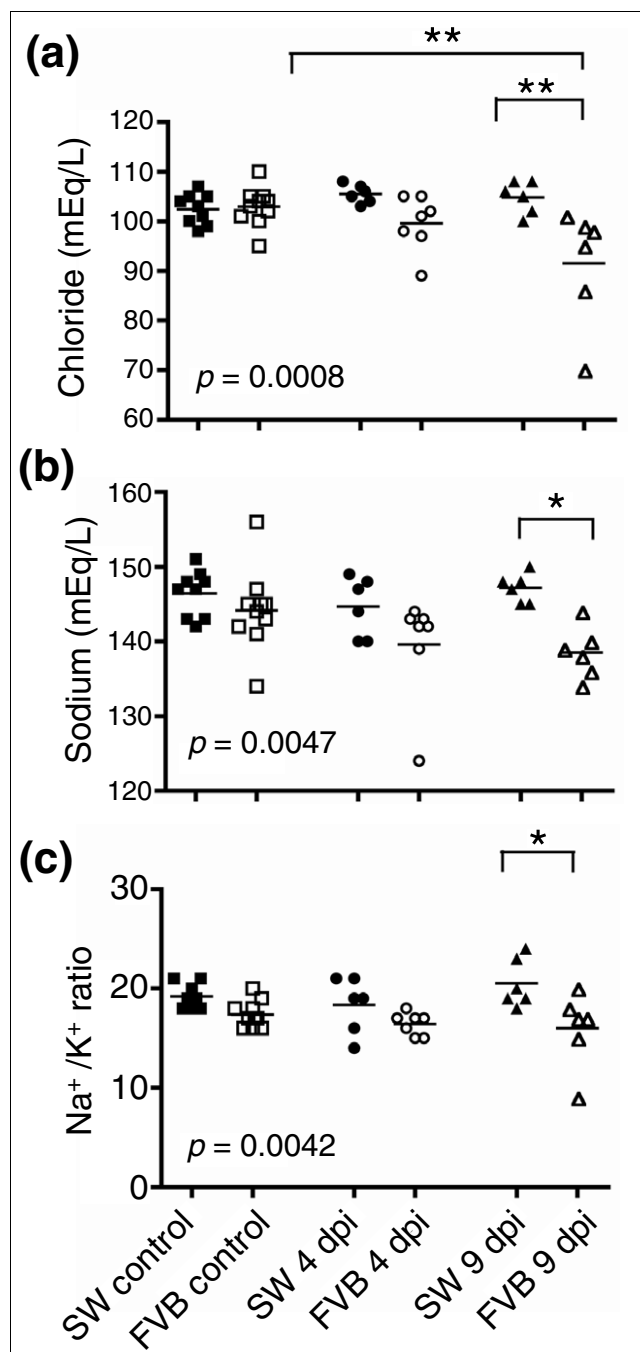 (a)
**
**
120
110
100
90
80
70
60
Chloride (mEq/L)
p = 0.0008
(b)
*
160
150
140
130
120
Sodium (mEq/L)
p = 0.0047
(c)
*
30
20
10
0
Na⁺ /K⁺ ratio
p = 0.0042
SW control
FVB control
SW 4 dpi
FVB 4 dpi
SW 9 dpi
FVB 9 dpi